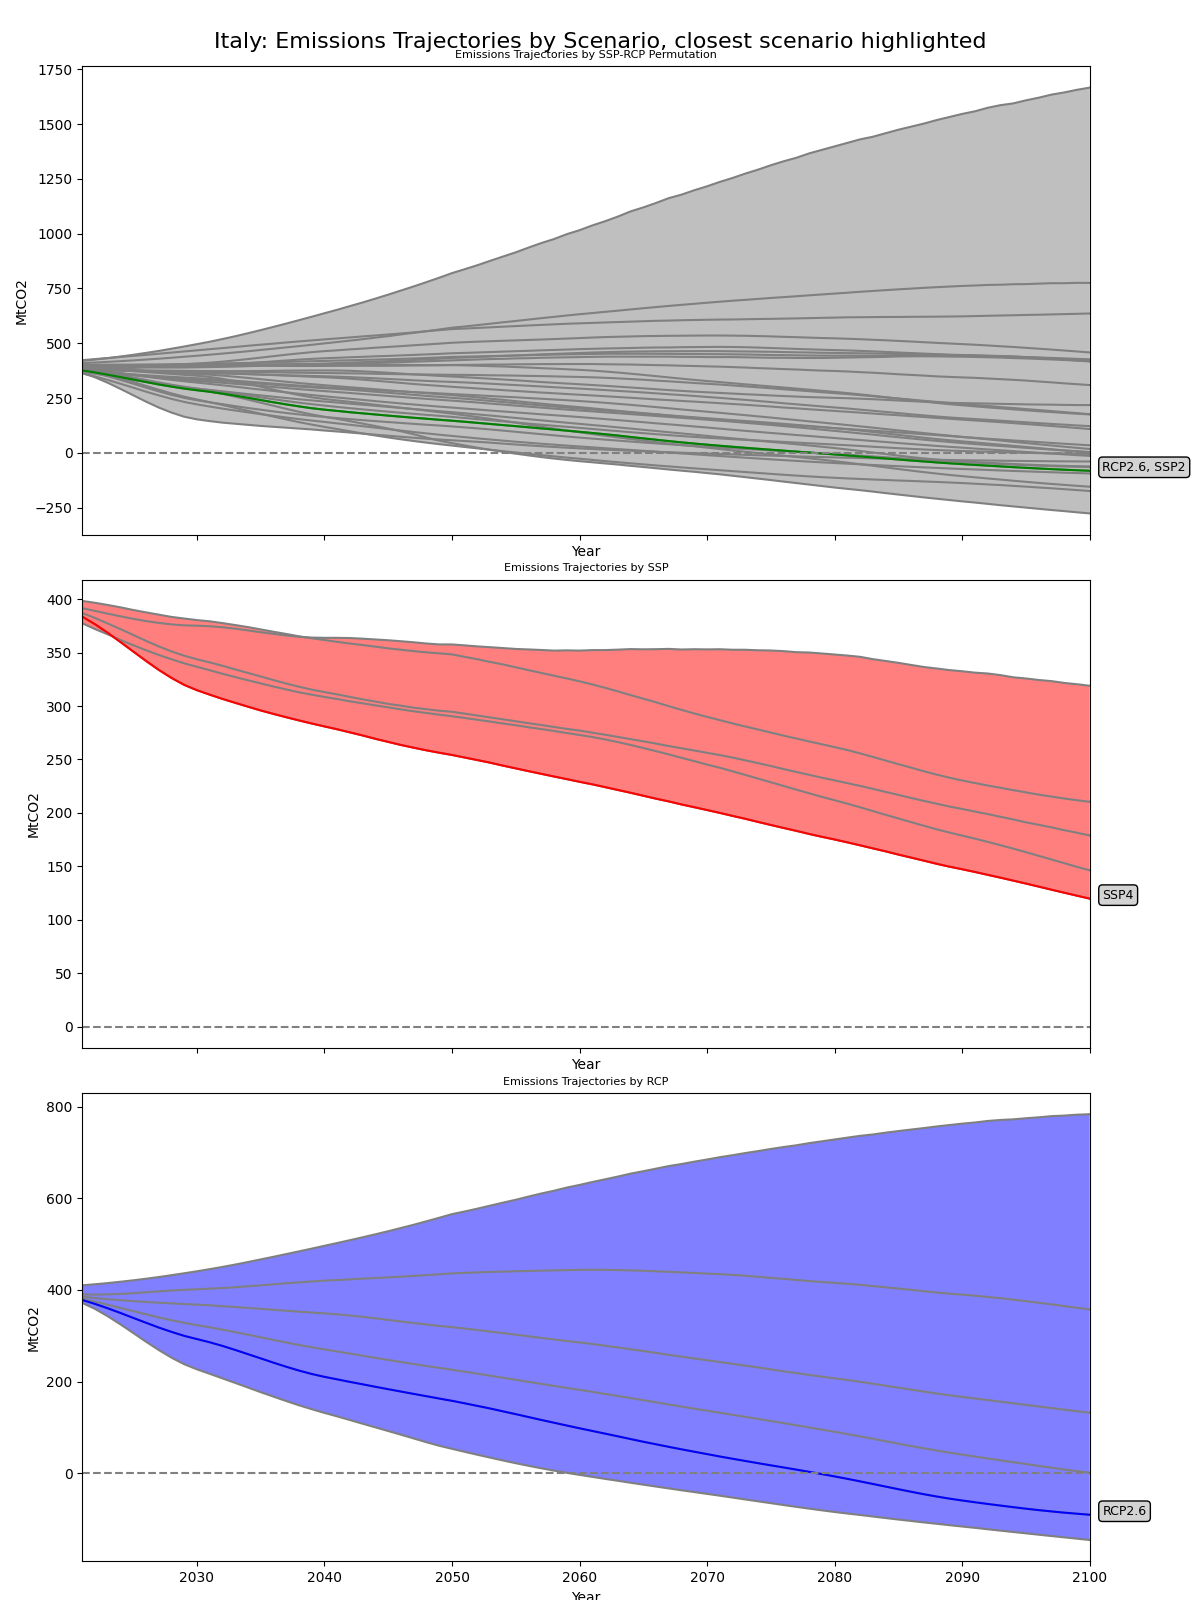 Italy: Emissions Trajectories by Scenario, closest scenario highlighted
Emissions Trajectories by SSP-RCP Permutation
1750
1500
1250
1000
750
500
250
0
−250
MtCO2
RCP2.6, SSP2
Year
Emissions Trajectories by SSP
400
350
300
250
200
150
100
50
0
MtCO2
SSP4
Year
Emissions Trajectories by RCP
800
600
400
200
0
MtCO2
RCP2.6
2030 2040 2050 2060 2070 2080 2090 2100
Year